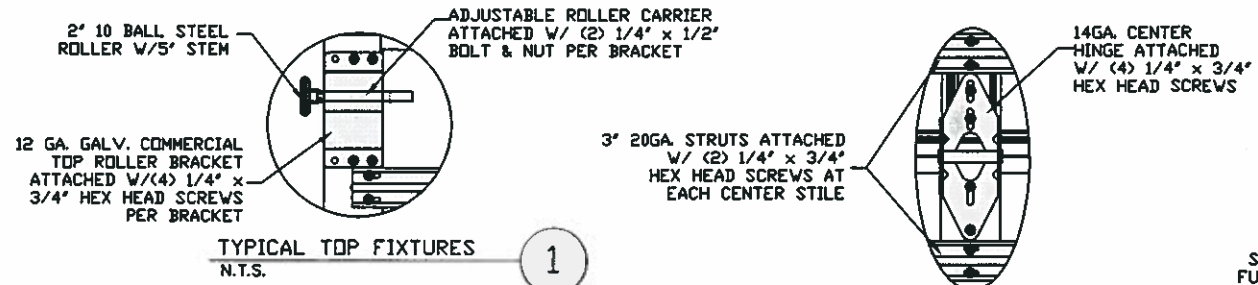 2" 10 BALL STEEL
ROLLER W/5" STEM
ADJUSTABLE ROLLER CARRIER
ATTACHED W/ (2) 1/4" x 1/2"
BOLT & NUT PER BRACKET
12 GA. GALV. COMMERCIAL
TOP ROLLER BRACKET
ATTACHED W/(4) 1/4" x
3/4" HEX HEAD SCREWS
PER BRACKET
TYPICAL TOP FIXTURES
N.T.S.
1
14GA. CENTER
HINGE ATTACHED
W/ (4) 1/4" x 3/4"
HEX HEAD SCREWS
3" 20GA. STRUTS ATTACHED
W/ (2) 1/4" x 3/4"
HEX HEAD SCREWS AT
EACH CENTER STILE
S
FU